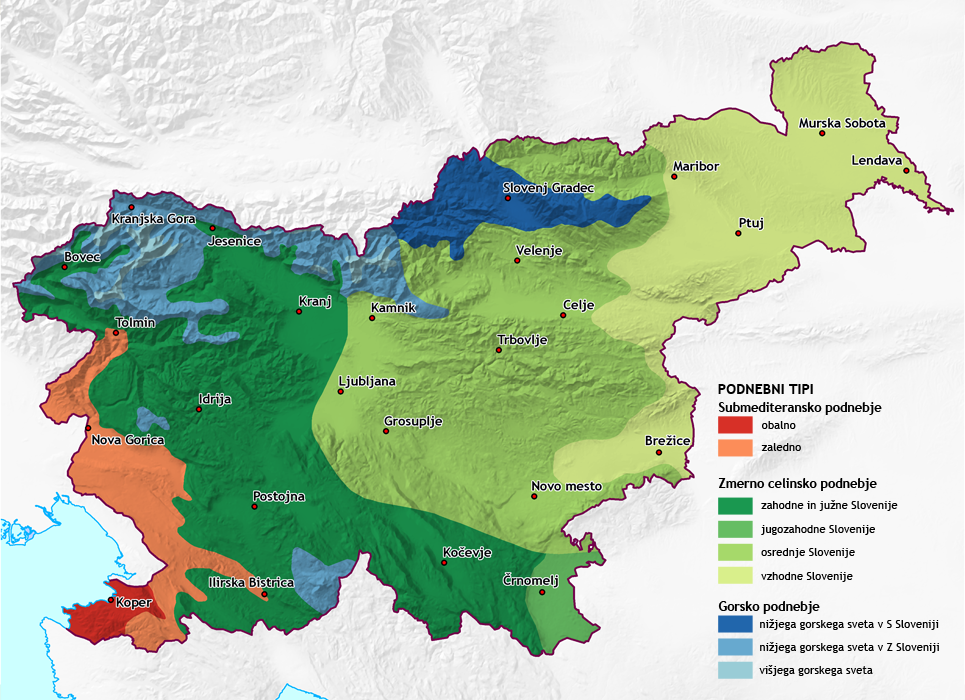 Murska Sobota
Lendava
Maribor
Slovenj Gradec
Kranjska Gora
Ptuj
Jesenice
Velenje
Bovec
Kranj
Kamnik
Celje
Tolmin
Trbovlje
Ljubljana
Idrija
Grosuplje
Nova Gorica
Brežice
Novo mesto
Postojna
Kočevje
Črnomelj
Ilirska Bistrica
Koper
PODNEBNI TIPI
Submediteransko podnebje
obalno
zaledno
Zmerno celinsko podnebje
zahodne in južne Slovenije
jugozahodne Slovenije
osrednje Slovenije
vzhodne Slovenije
Gorsko podnebje
nižjega gorskega sveta v S Sloveniji
nižjega gorskega sveta v Z Sloveniji
višjega gorskega sveta